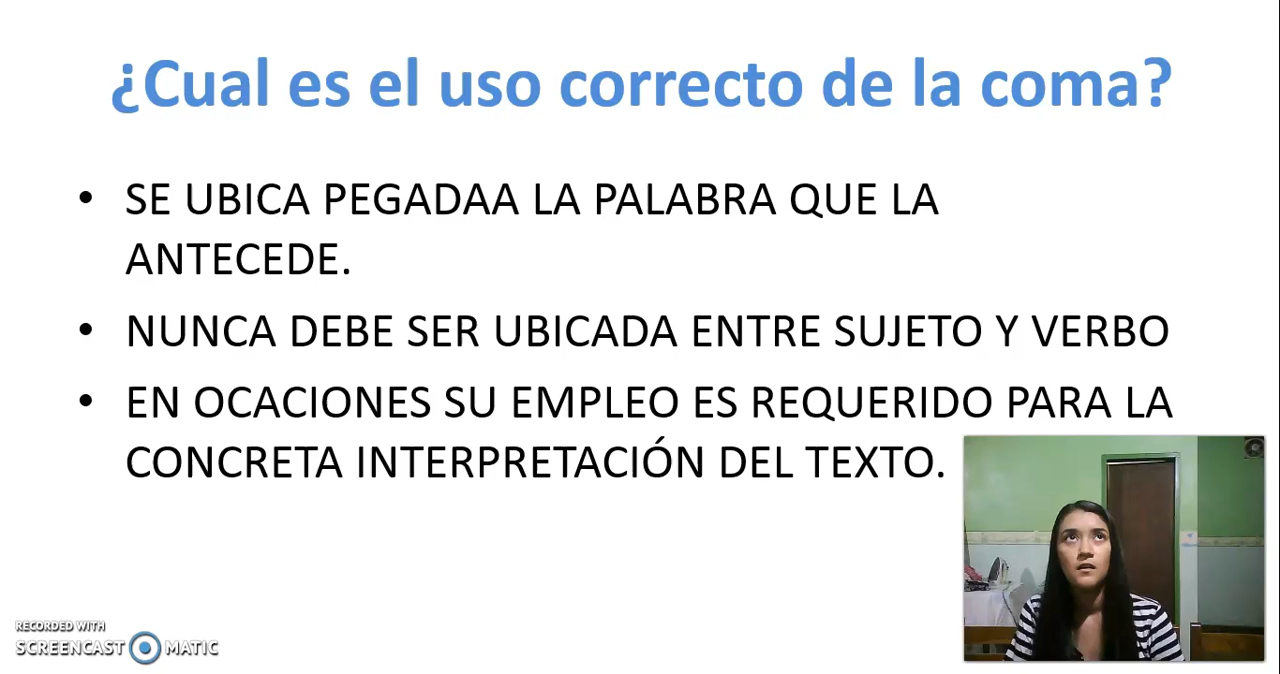 ¿Cual es el uso correcto de la coma?
• SE UBICA PEGADAA LA PALABRA QUE LA
ANTECEDE.
• NUNCA DEBE SER UBICADA ENTRE SUJETO Y VERBO
• EN OCACIONES SU EMPLEO ES REQUERIDO PARA LA
CONCRETA INTERPRETACIÓN DEL TEXTO.
RECORDED WITH
SCREENCAST MATIC